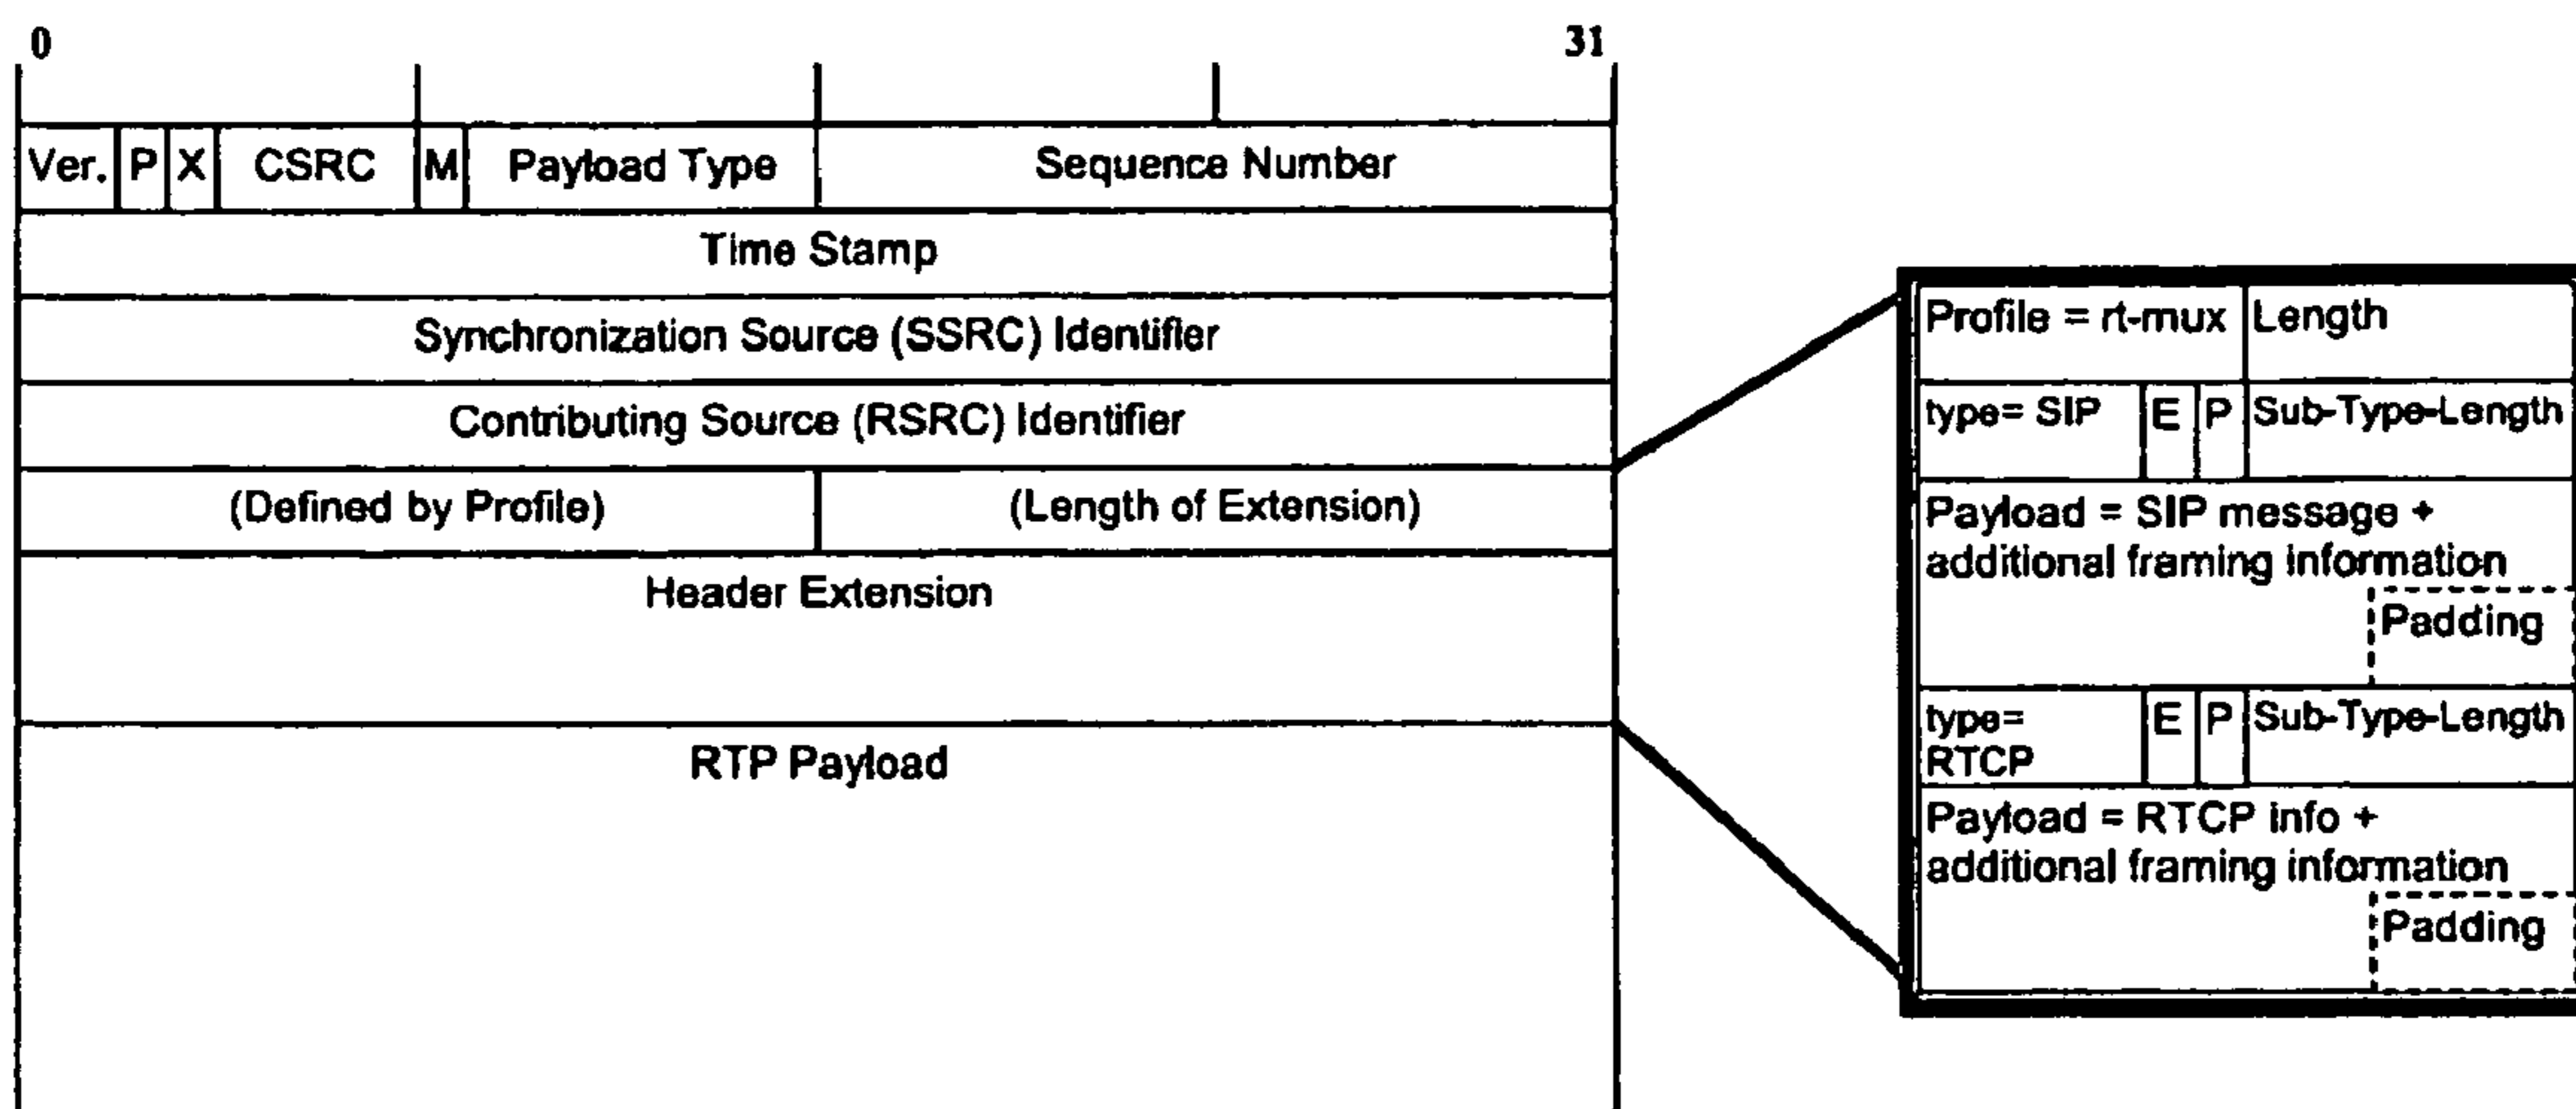 0 31
Ver. P X CSRC M Payload Type Sequence Number
Time Stamp
Synchronization Source (SSRC) Identifier
Contributing Source (RSRC) Identifier
(Defined by Profile) (Length of Extension)
Header Extension
RTP Payload
Profile = rt-mux Length
type= SIP E P Sub-Type-Length
Payload = SIP message +
additional framing information
Padding
type= E P Sub-Type-Length
RTCP
Payload = RTCP info +
additional framing information
Padding